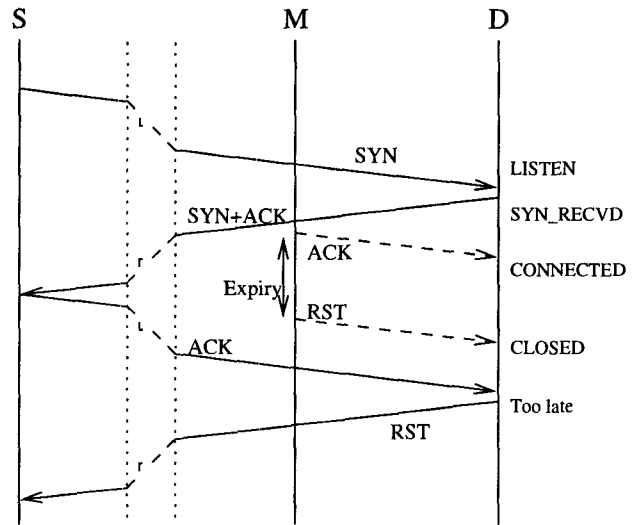 S M D
SYN
LISTEN
SYN+ACK
SYN_RECVD
ACK
CONNECTED
Expiry
RST
ACK
CLOSED
Too late
RST